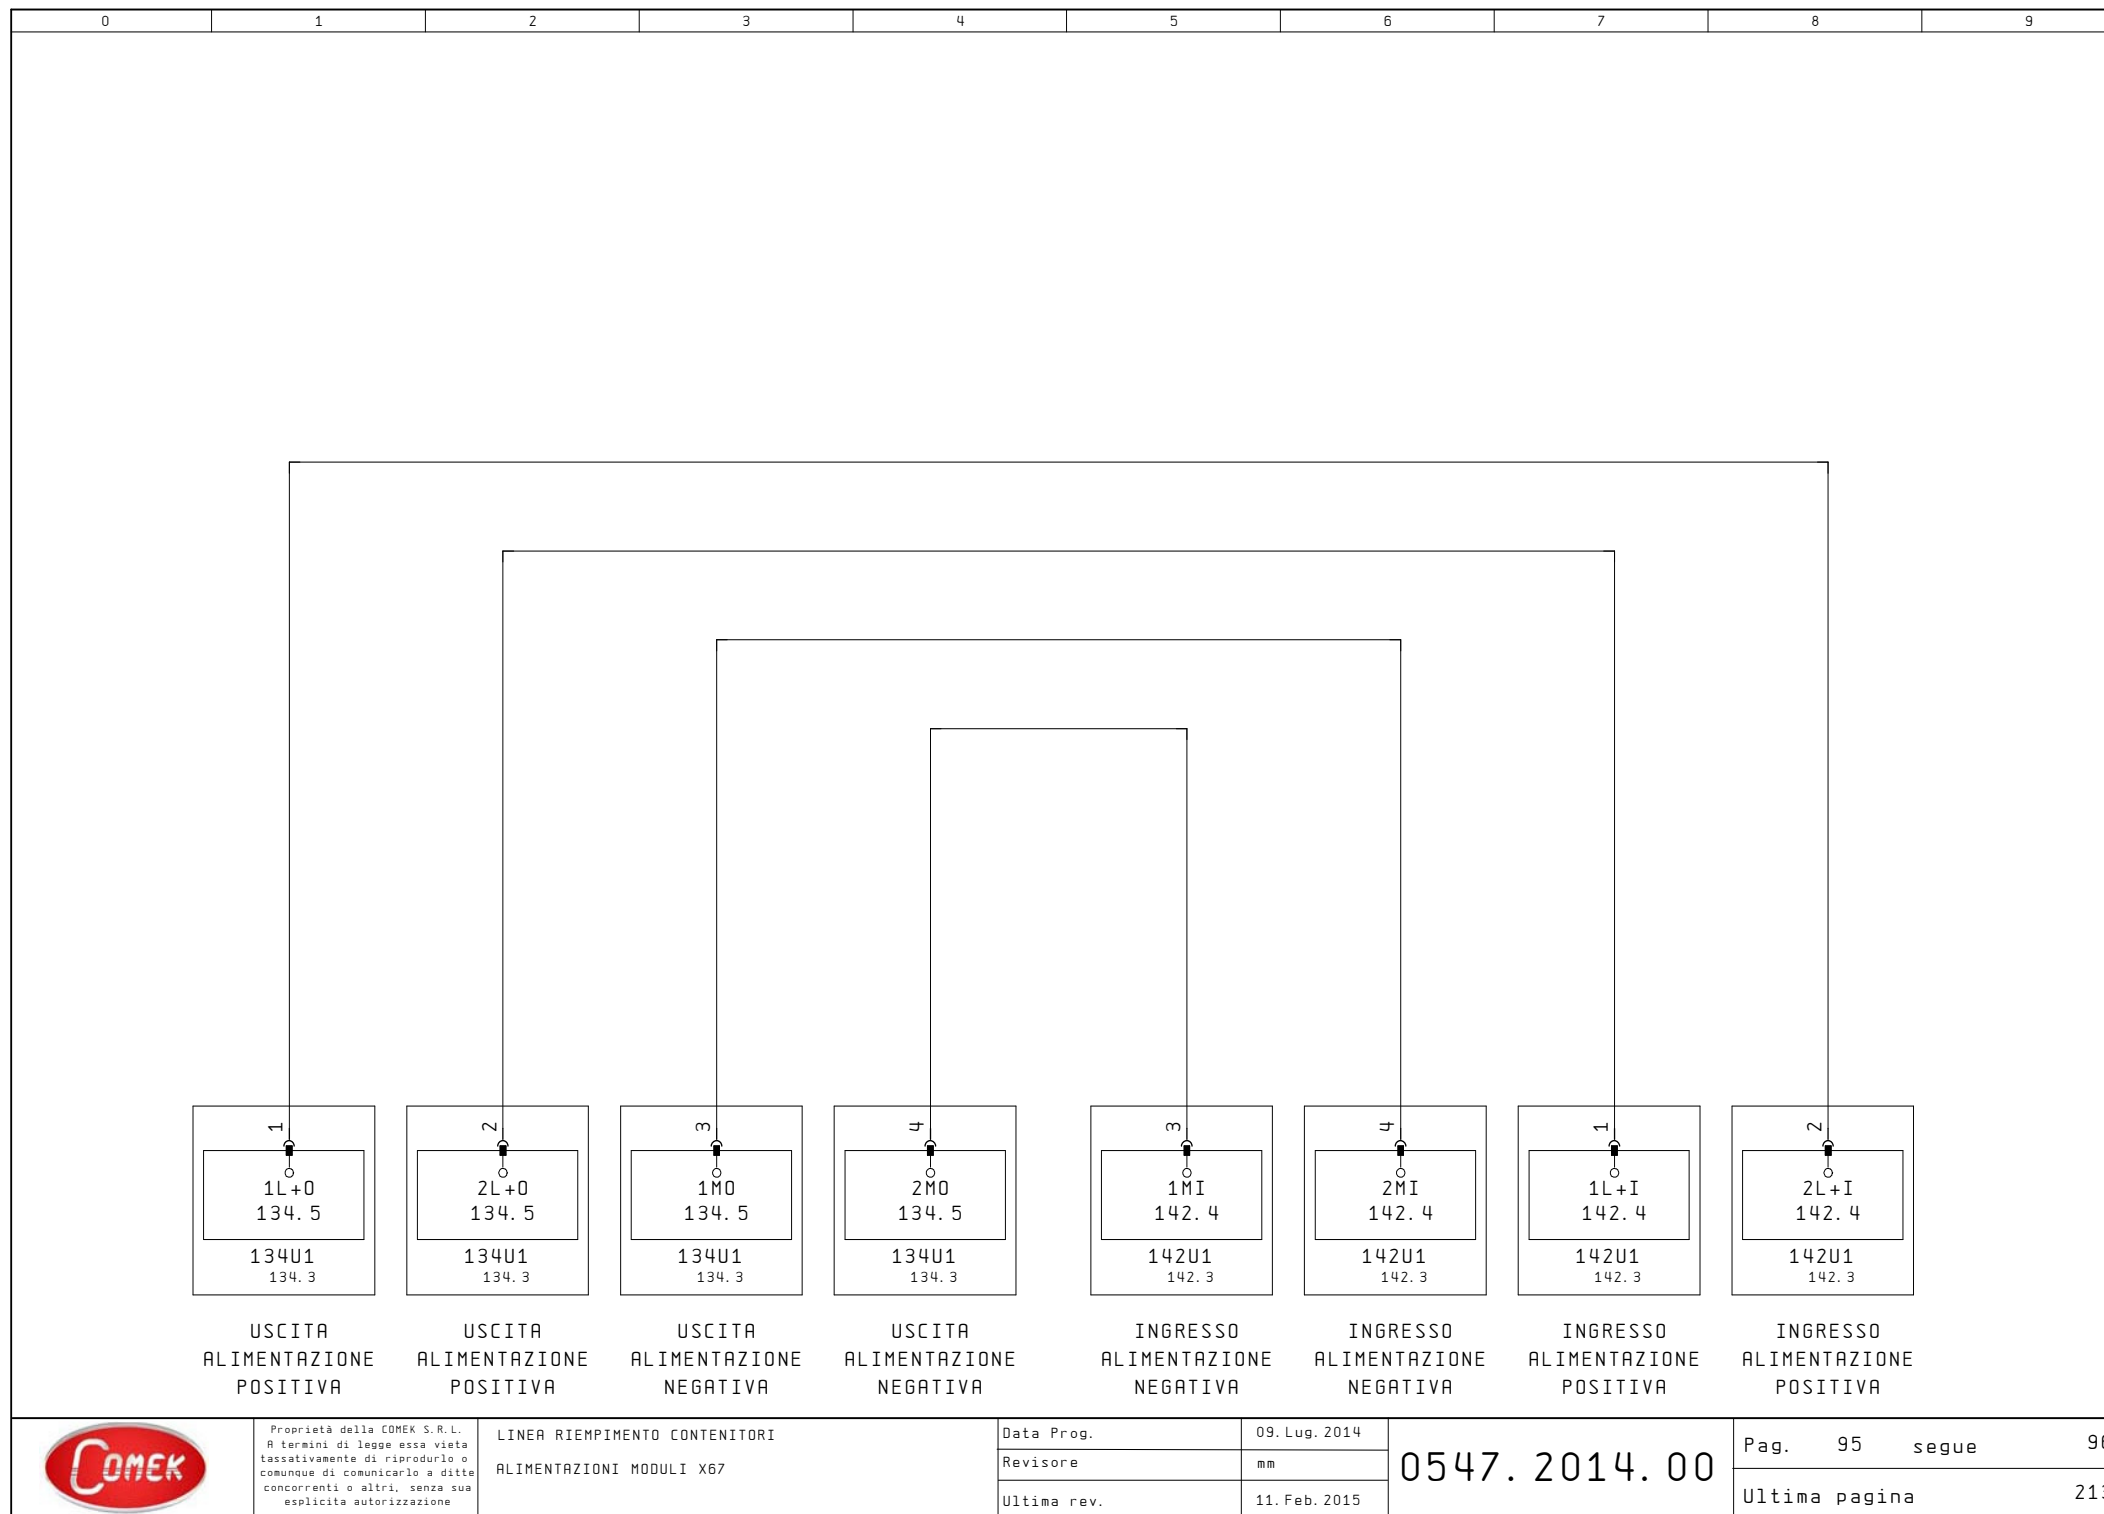 0 1 2 3 4 5 6 7 8 9
1 2 3 4 3 4 1 2
1L+O 2L+O 1MO 2MO 1MI 2MI 1L+I 2L+I
134.5 134.5 134.5 134.5 142.4 142.4 142.4 142.4
134U1 134U1 134U1 134U1 142U1 142U1 142U1 142U1
134.3 134.3 134.3 134.3 142.3 142.3 142.3 142.3
USCITA USCITA USCITA USCITA INGRESSO INGRESSO INGRESSO INGRESSO
ALIMENTAZIONE ALIMENTAZIONE ALIMENTAZIONE ALIMENTAZIONE ALIMENTAZIONE ALIMENTAZIONE ALIMENTAZIONE ALIMENTAZIONE
POSITIVA POSITIVA NEGATIVA NEGATIVA NEGATIVA NEGATIVA POSITIVA POSITIVA
COMEK
Proprietà della COMEK S.R.L.
A termini di legge essa vieta
tassativamente di riprodurlo o
comunque di comunicarlo a ditte
concorrenti o altri, senza sua
esplicita autorizzazione
LINEA RIEMPIMENTO CONTENITORI
ALIMENTAZIONI MODULI X67
Data Prog. 09.Lug.2014
Revisore mm
Ultima rev. 11.Feb.2015
0547.2014.00
Pag. 95 segue 96
Ultima pagina 213